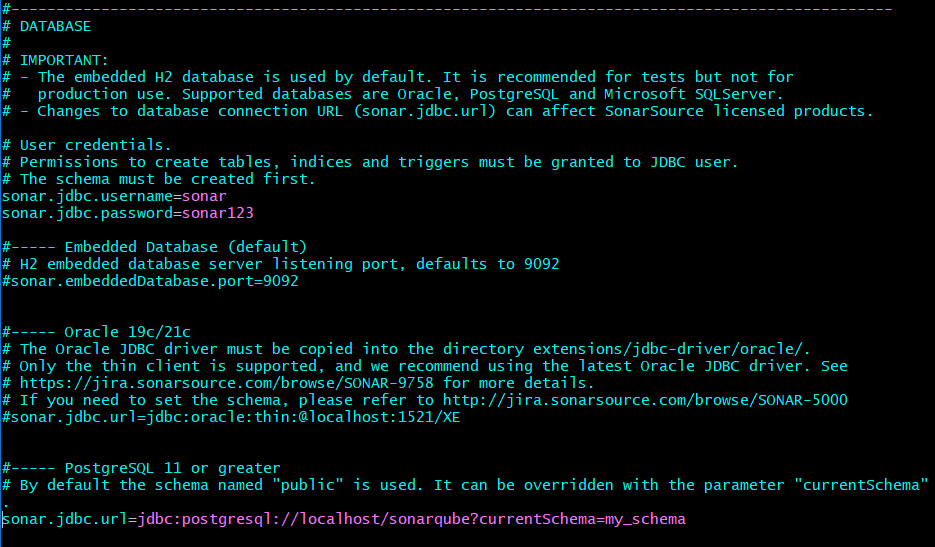 #--------------------------------------------------------------------------------------------------
# DATABASE
#
# IMPORTANT:
# - The embedded H2 database is used by default. It is recommended for tests but not for
#   production use. Supported databases are Oracle, PostgreSQL and Microsoft SQLServer.
# - Changes to database connection URL (sonar.jdbc.url) can affect SonarSource licensed products.
# User credentials.
# Permissions to create tables, indices and triggers must be granted to JDBC user.
# The schema must be created first.
sonar.jdbc.username=sonar
sonar.jdbc.password=sonar123
#----- Embedded Database (default)
# H2 embedded database server listening port, defaults to 9092
#sonar.embeddedDatabase.port=9092
#----- Oracle 19c/21c
# The Oracle JDBC driver must be copied into the directory extensions/jdbc-driver/oracle/.
# Only the thin client is supported, and we recommend using the latest Oracle JDBC driver. See
# https://jira.sonarsource.com/browse/SONAR-9758 for more details.
# If you need to set the schema, please refer to http://jira.sonarsource.com/browse/SONAR-5000
#sonar.jdbc.url=jdbc:oracle:thin:@localhost:1521/XE
#----- PostgreSQL 11 or greater
# By default the schema named "public" is used. It can be overridden with the parameter "currentSchema"
.
sonar.jdbc.url=jdbc:postgresql://localhost/sonarqube?currentSchema=my_schema